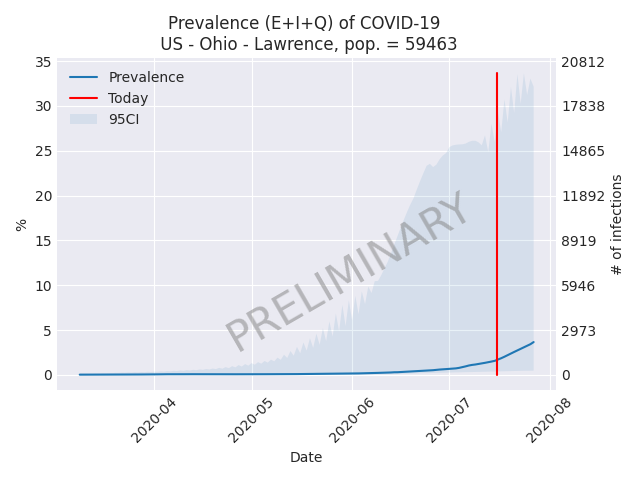 Prevalence (E+I+Q) of COVID-19
US - Ohio - Lawrence, pop. = 59463
35
30
25
20
15
10
5
0
%
Prevalence
Today
95CI
PRELIMINARY
20812
17838
14865
11892
8919
5946
2973
0
# of infections
2020-04
2020-05
2020-06
2020-07
2020-08
Date